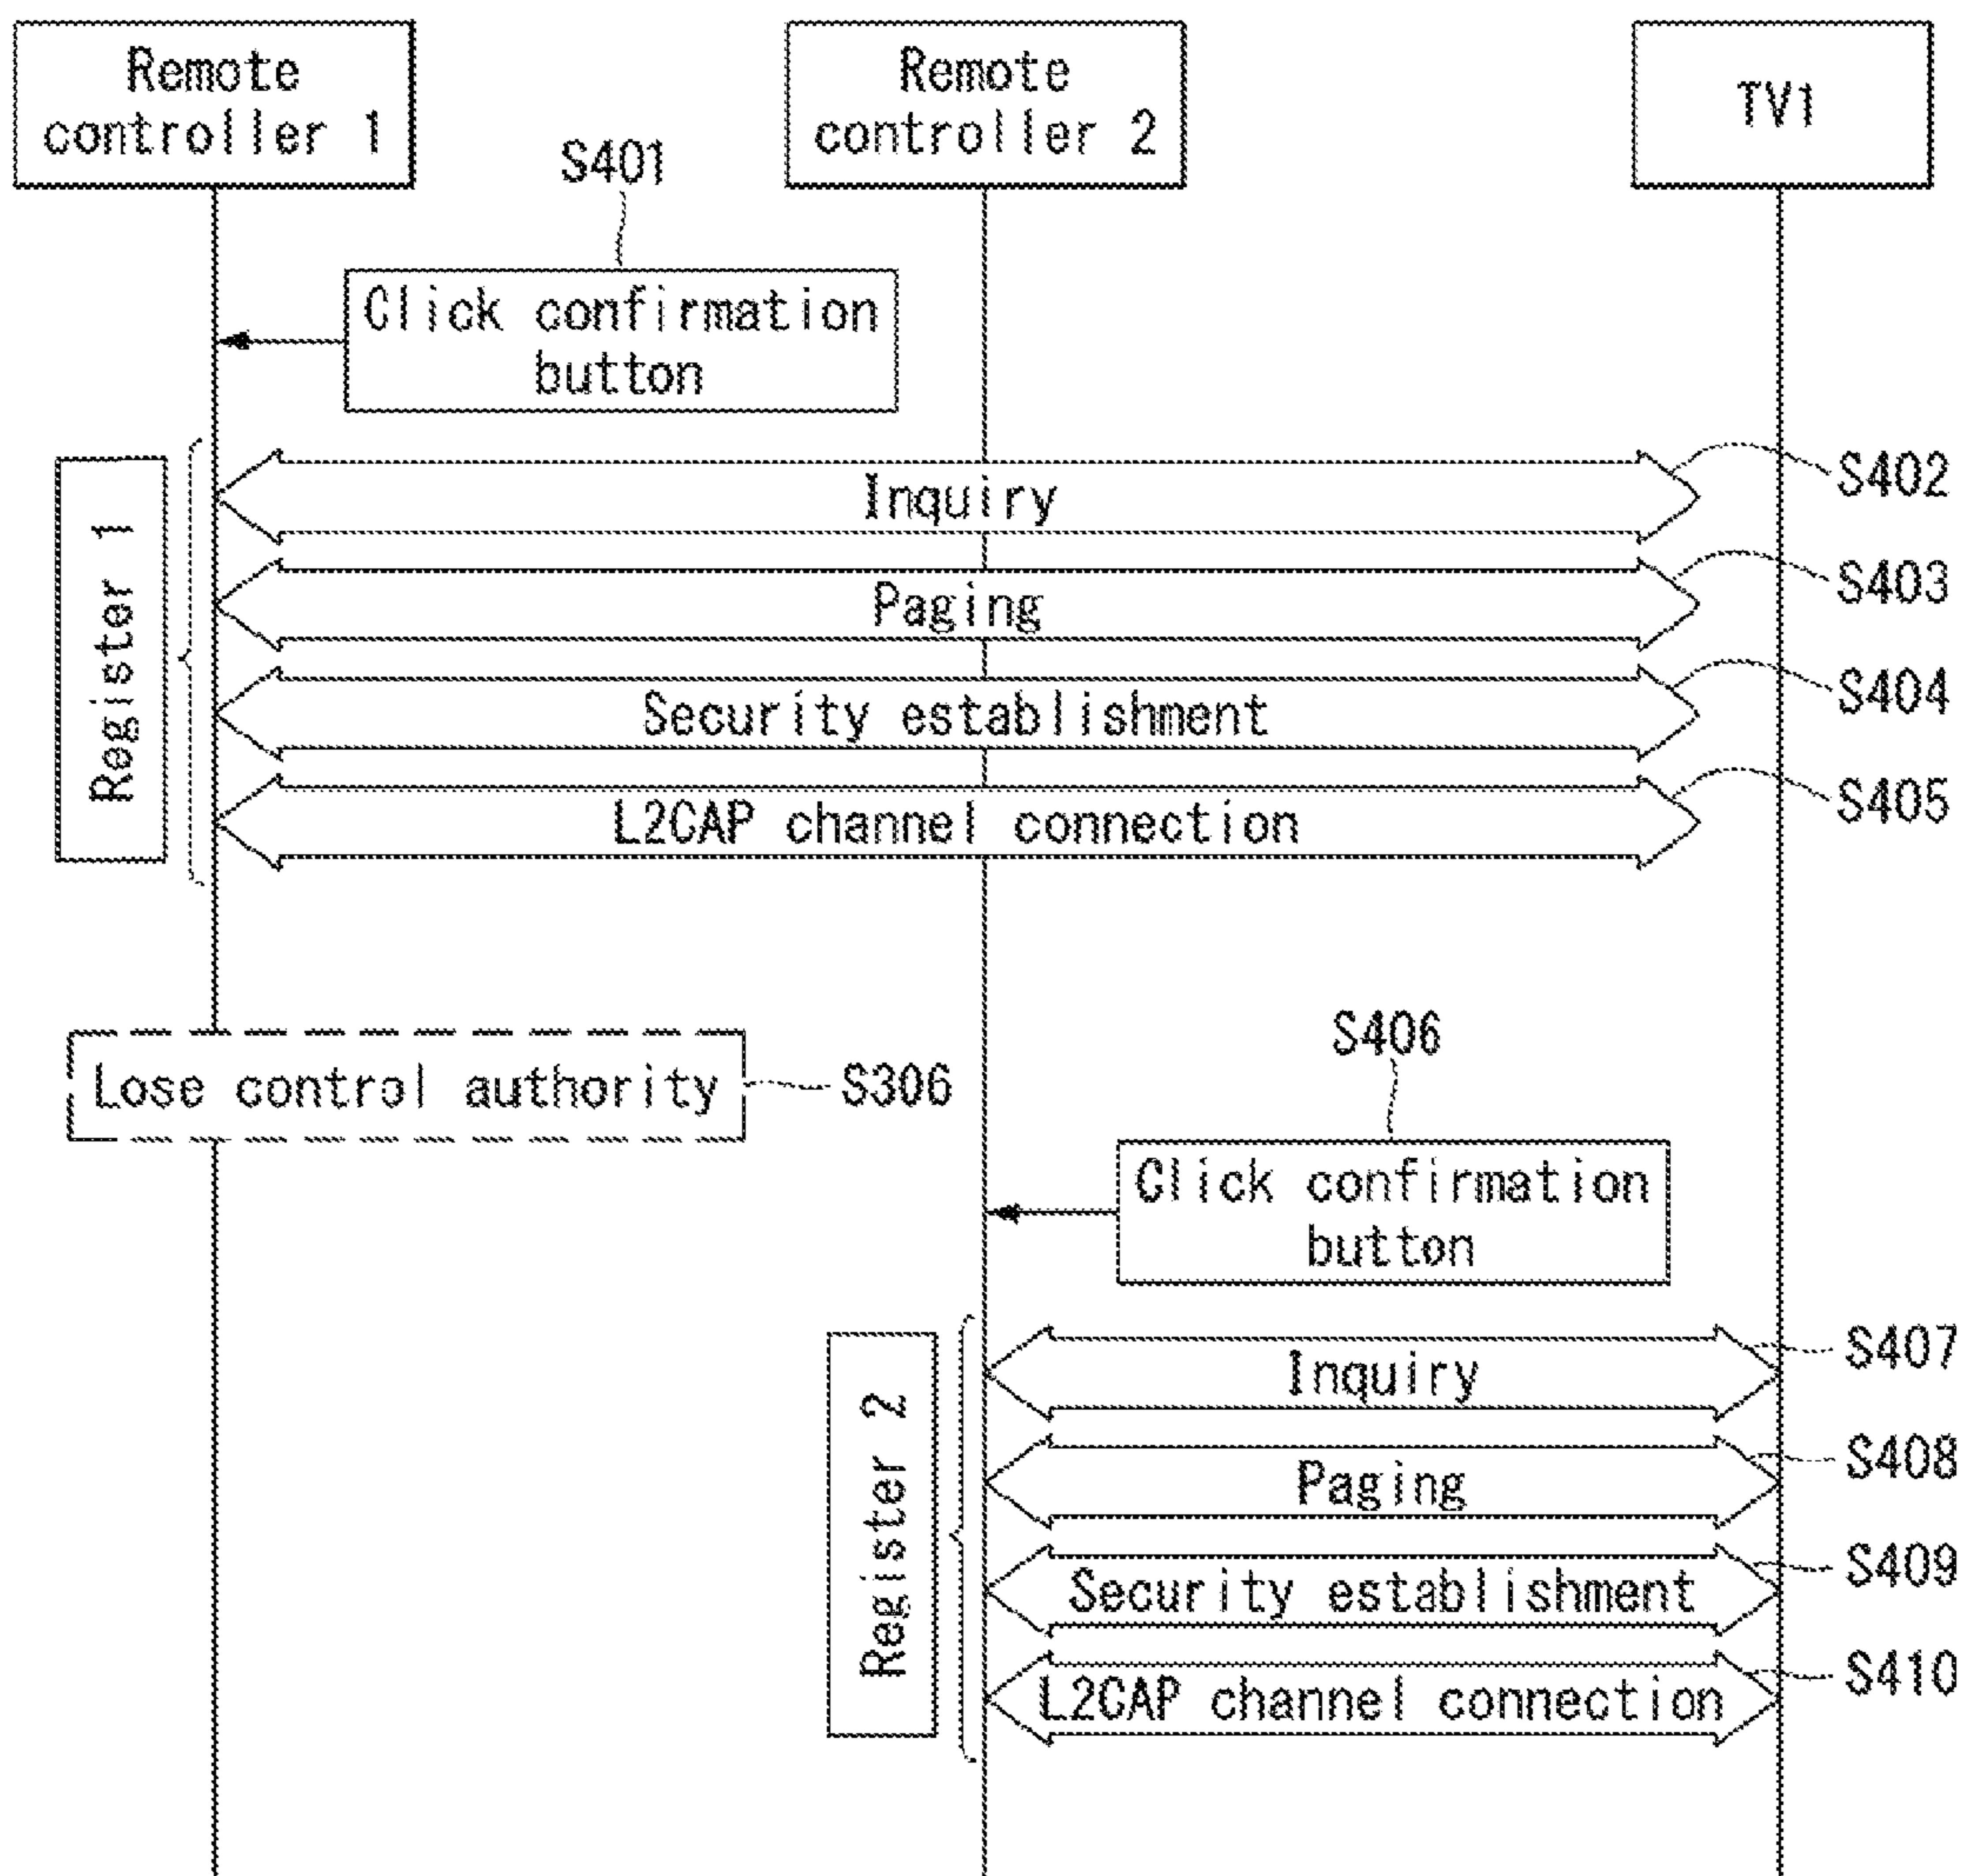 Remote
controller 1
Remote
controller 2
TV1
S401
Click confirmation
button
Register 1
Inquiry
S402
Paging
S403
Security establishment
S404
L2CAP channel connection
S405
Lose control authority
S306
S406
Click confirmation
button
Register 2
Inquiry
S407
Paging
S408
Security establishment
S409
L2CAP channel connection
S410